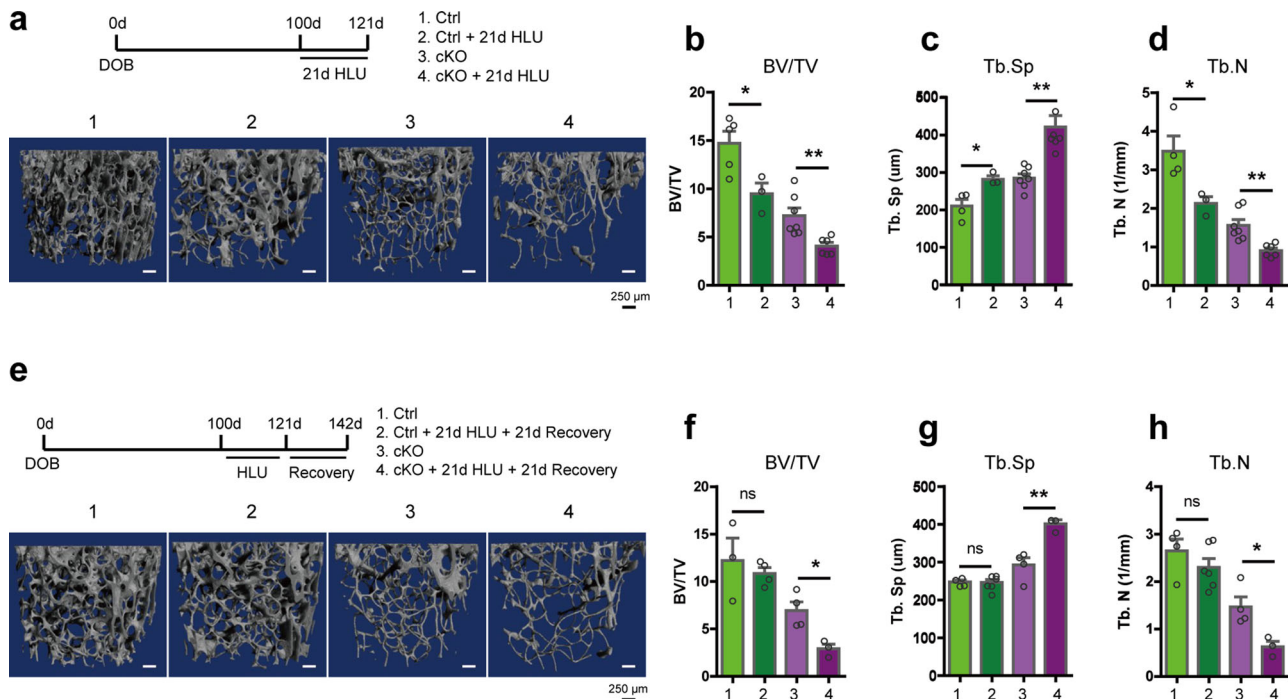 a
0d 100d 121d
DOB 21d HLU
1. Ctrl
2. Ctrl + 21d HLU
3. cKO
4. cKO + 21d HLU
1 2 3 4
250 µm
b
BV/TV
20
15
10
5
0
BV/TV
* **
1 2 3 4
c
Tb.Sp
500
400
300
200
100
0
Tb. Sp (um)
* **
1 2 3 4
d
Tb.N
5
4
3
2
1
0
Tb. N (1/mm)
* **
1 2 3 4
e
0d 100d 121d 142d
DOB HLU Recovery
1. Ctrl
2. Ctrl + 21d HLU + 21d Recovery
3. cKO
4. cKO + 21d HLU + 21d Recovery
1 2 3 4
250 µm
f
BV/TV
20
15
10
5
0
BV/TV
ns *
1 2 3 4
g
Tb.Sp
500
400
300
200
100
0
Tb. Sp (um)
ns **
1 2 3 4
h
Tb.N
4
3
2
1
0
Tb. N (1/mm)
ns *
1 2 3 4